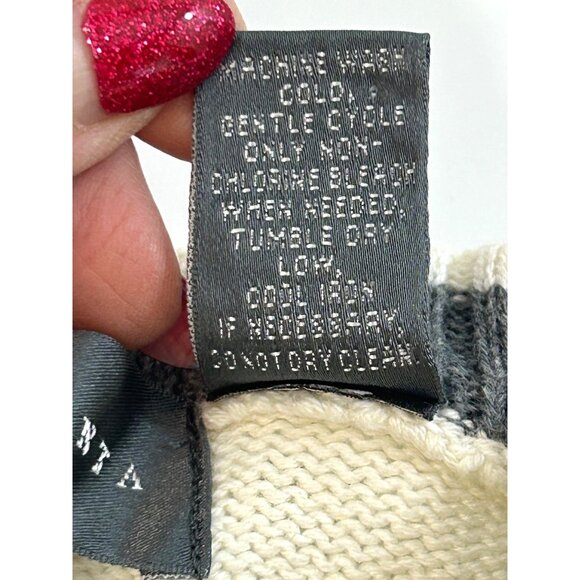 MACHINE WASH
COLD,
GENTLE CYCLE
ONLY NON-
CHLORINE BLEACH
WHEN NEEDED,
TUMBLE DRY
LOW,
COOL IRON
IF NECESSARY,
DO NOT DRY CLEAN.
NTA